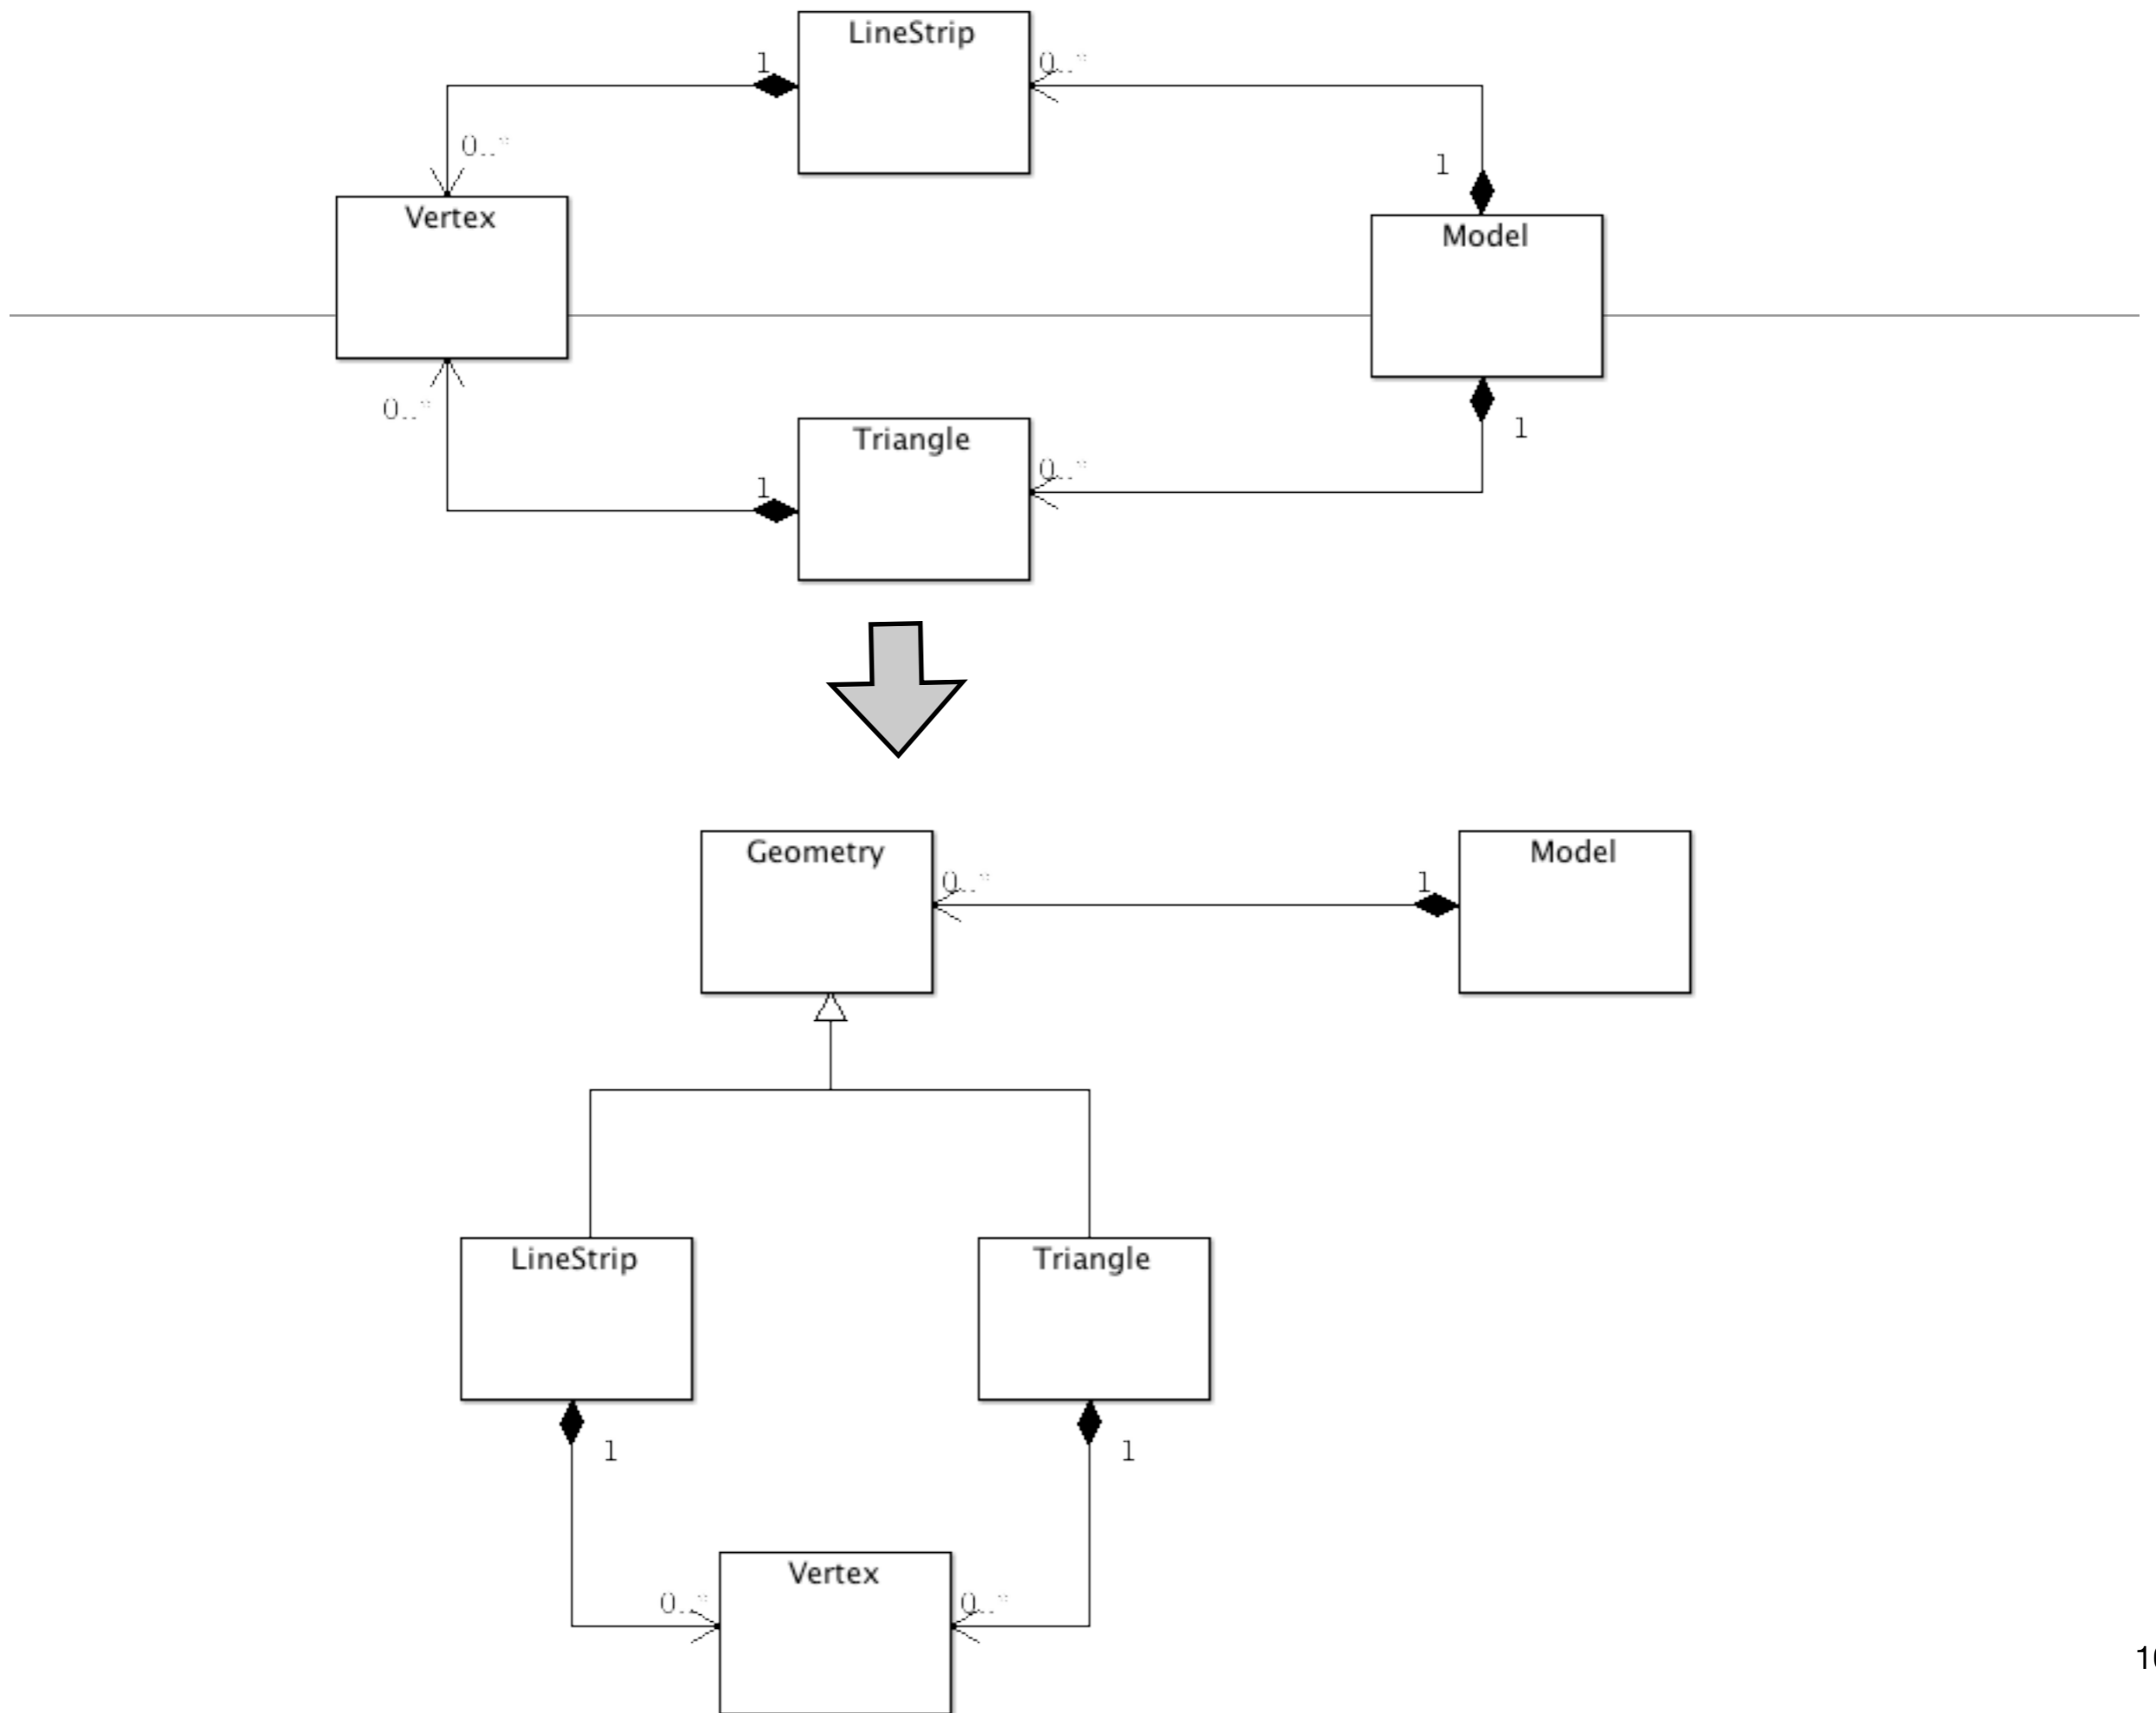 LineStrip
1
0..*
0..*
1
Vertex
Model
0..*
1
Triangle
0..*
1
Geometry
Model
0..*
1
LineStrip
Triangle
1
1
Vertex
0..*
0..*